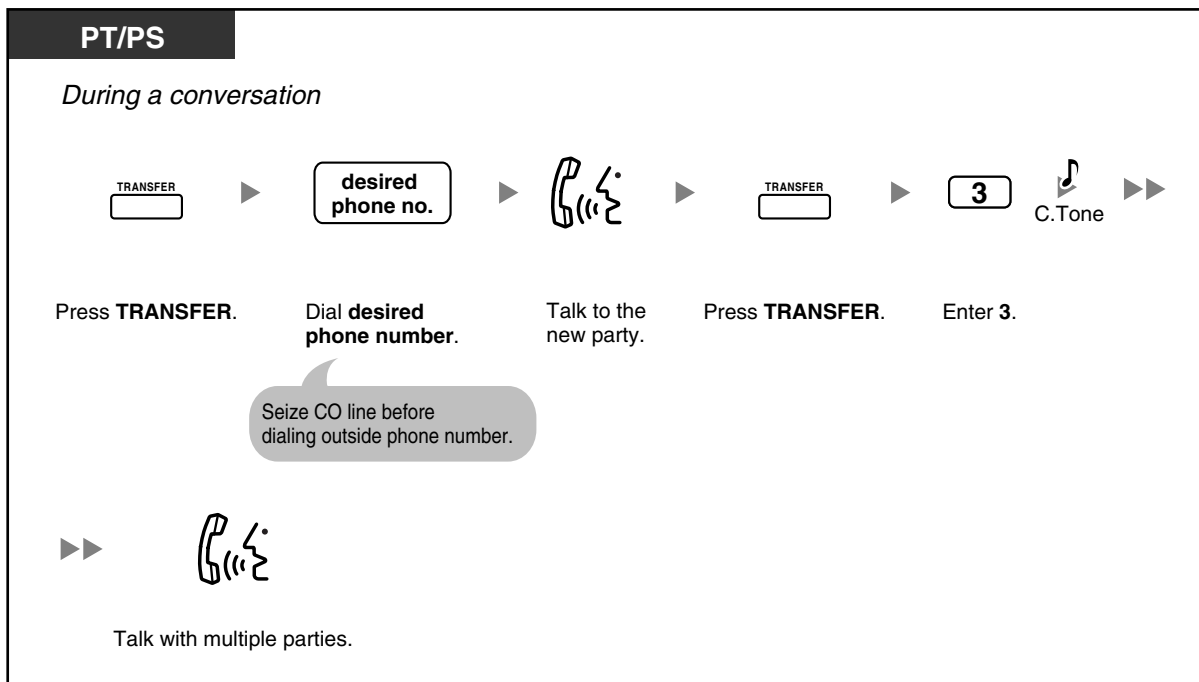 PT/PS
During a conversation
TRANSFER
desired
phone no.
TRANSFER
3
C.Tone
Press TRANSFER.
Dial desired
phone number.
Talk to the
new party.
Press TRANSFER.
Enter 3.
Seize CO line before
dialing outside phone number.
Talk with multiple parties.